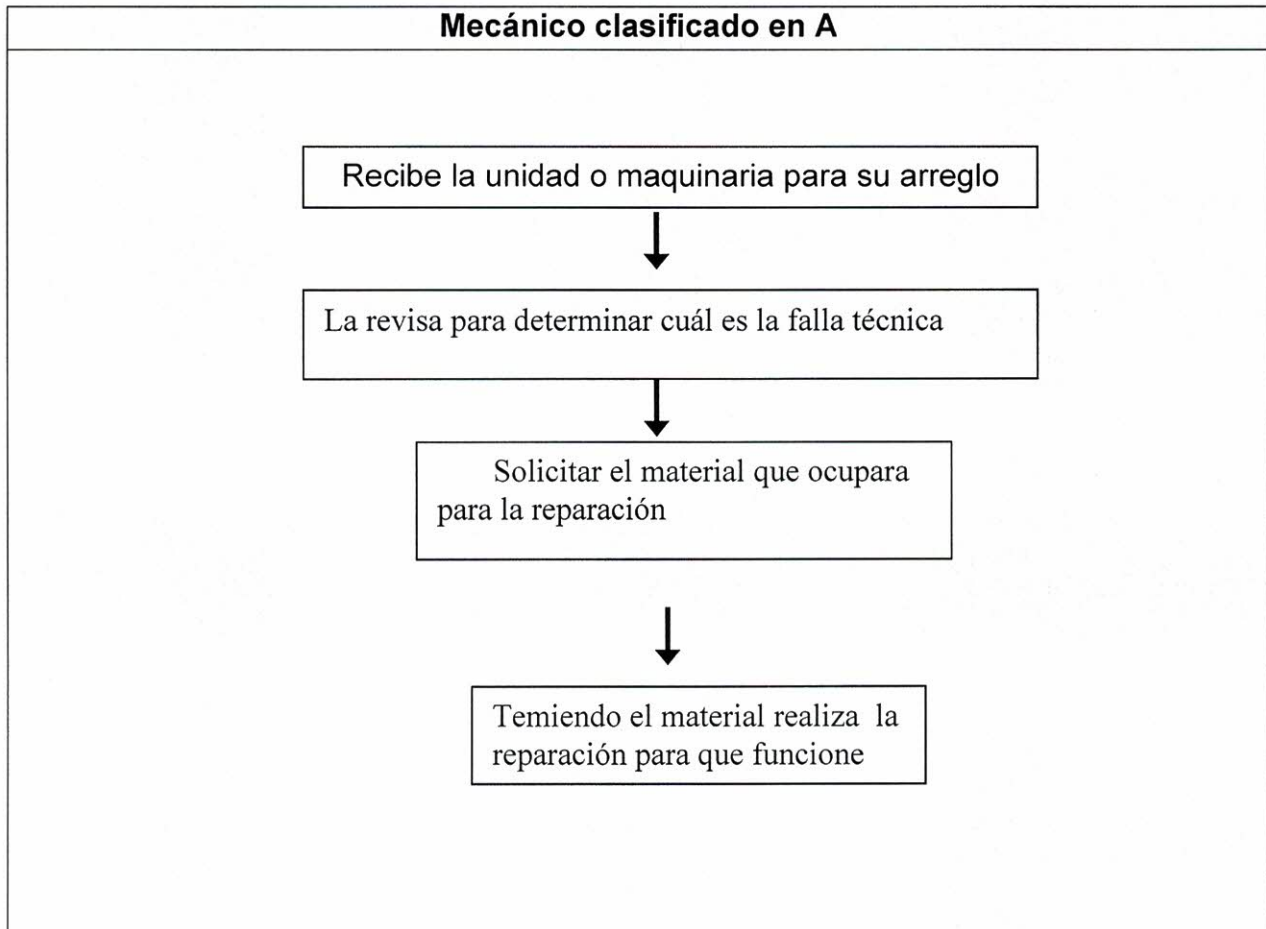 Mecánico clasificado en A
Recibe la unidad o maquinaria para su arreglo
La revisa para determinar cuál es la falla técnica
Solicitar el material que ocupara
para la reparación
Temiendo el material realiza la
reparación para que funcione